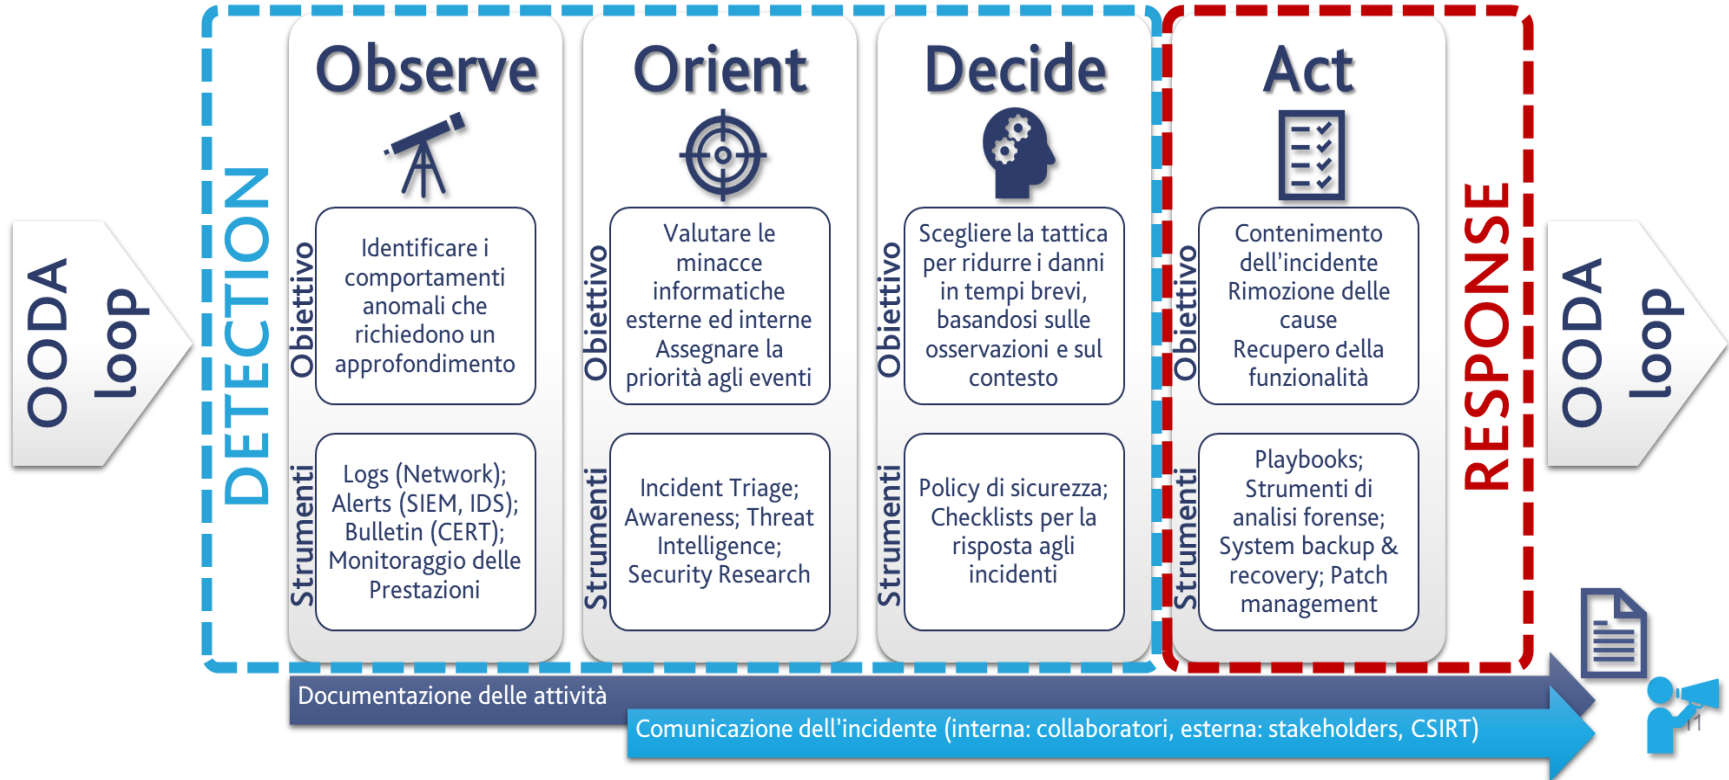 OODA
loop
DETECTION
Observe
Obiettivo
Identificare i
comportamenti
anomali che
richiedono un
approfondimento
Strumenti
Logs (Network);
Alerts (SIEM, IDS);
Bulletin (CERT);
Monitoraggio delle
Prestazioni
Orient
Obiettivo
Valutare le
minacce
informatiche
esterne ed interne
Assegnare la
priorità agli eventi
Strumenti
Incident Triage;
Awareness; Threat
Intelligence;
Security Research
Decide
Obiettivo
Scegliere la tattica
per ridurre i danni
in tempi brevi,
basandosi sulle
osservazioni e sul
contesto
Strumenti
Policy di sicurezza;
Checklists per la
risposta agli
incidenti
Act
Obiettivo
Contenimento
dell'incidente
Rimozione delle
cause
Recupero della
funzionalità
Strumenti
Playbooks;
Strumenti di
analisi forense;
System backup &
recovery; Patch
management
RESPONSE
OODA
loop
Documentazione delle attività
Comunicazione dell'incidente (interna: collaboratori, esterna: stakeholders, CSIRT)
11